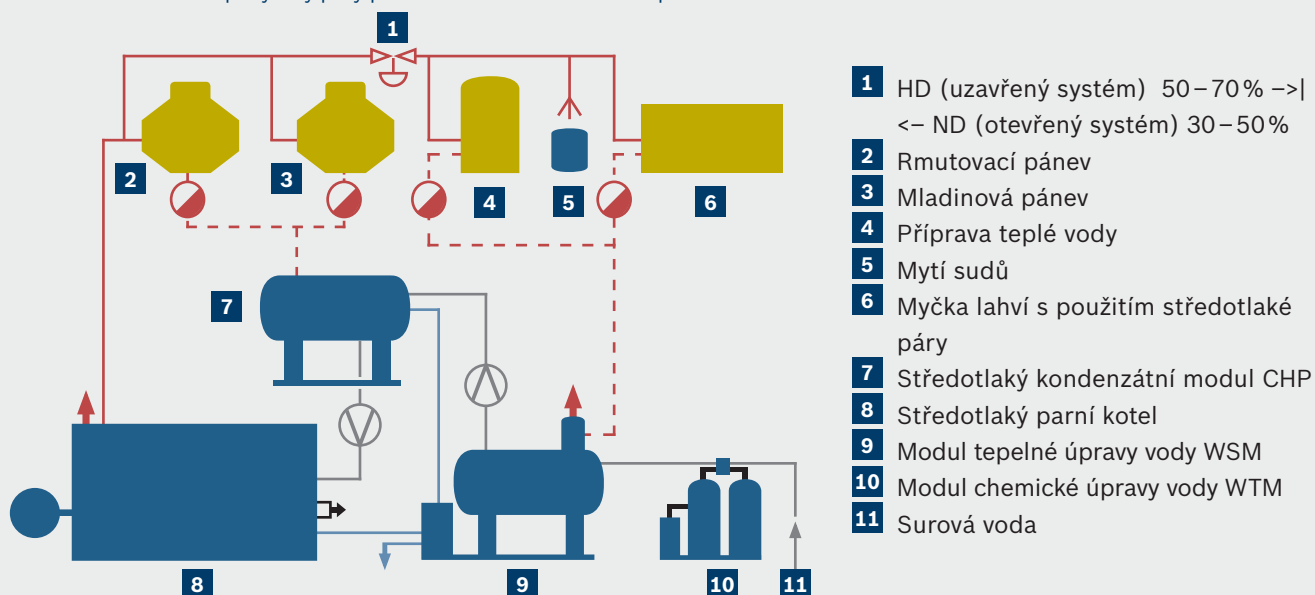 1
2
3
4
5
6
7
8
9
10
11
1 HD (uzavřený systém) 50–70% –>|
<– ND (otevřený systém) 30–50%
2 Rmutovací pánev
3 Mladinová pánev
4 Příprava teplé vody
5 Mytí sudů
6 Myčka lahví s použitím středotlaké
páry
7 Středotlaký kondenzátní modul CHP
8 Středotlaký parní kotel
9 Modul tepelné úpravy vody WSM
10 Modul chemické úpravy vody WTM
11 Surová voda